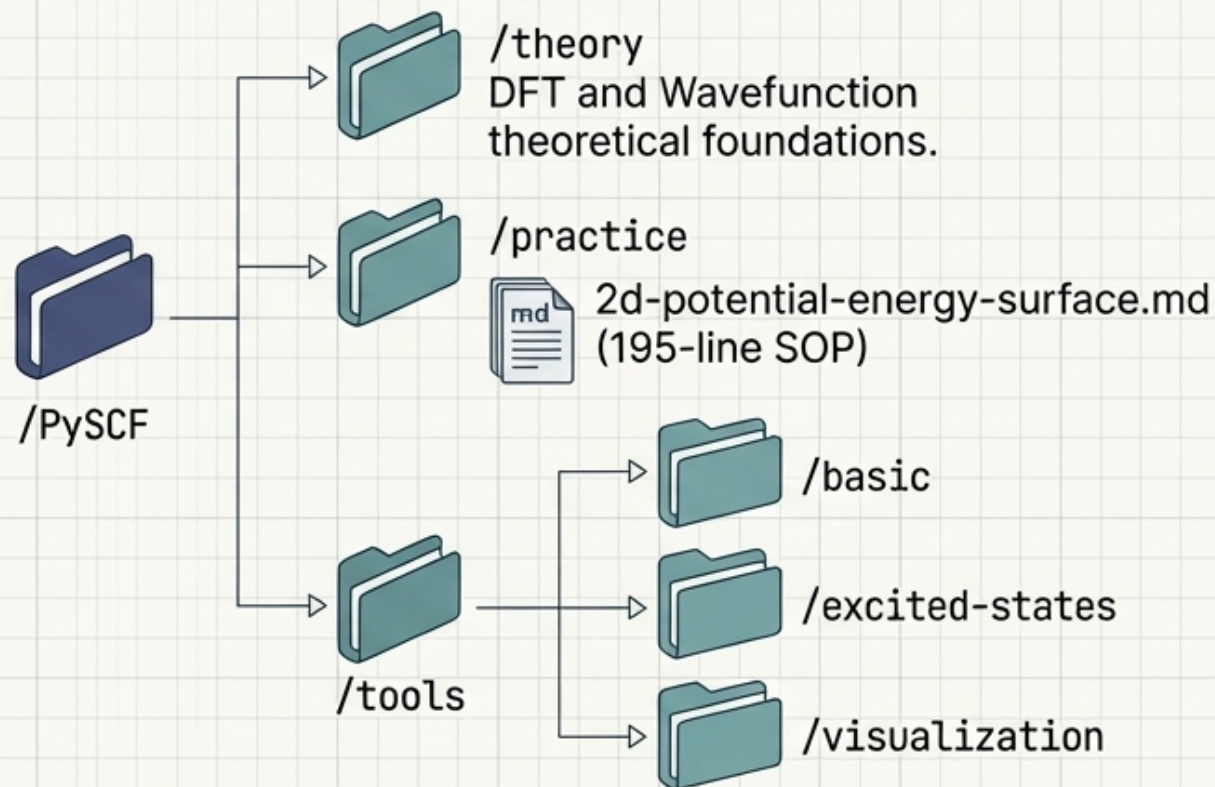 /theory
DFT and Wavefunction
theoretical foundations.
/practice
md
2d-potential-energy-surface.md
(195-line SOP)
/PySCF
/basic
/excited-states
/tools
/visualization